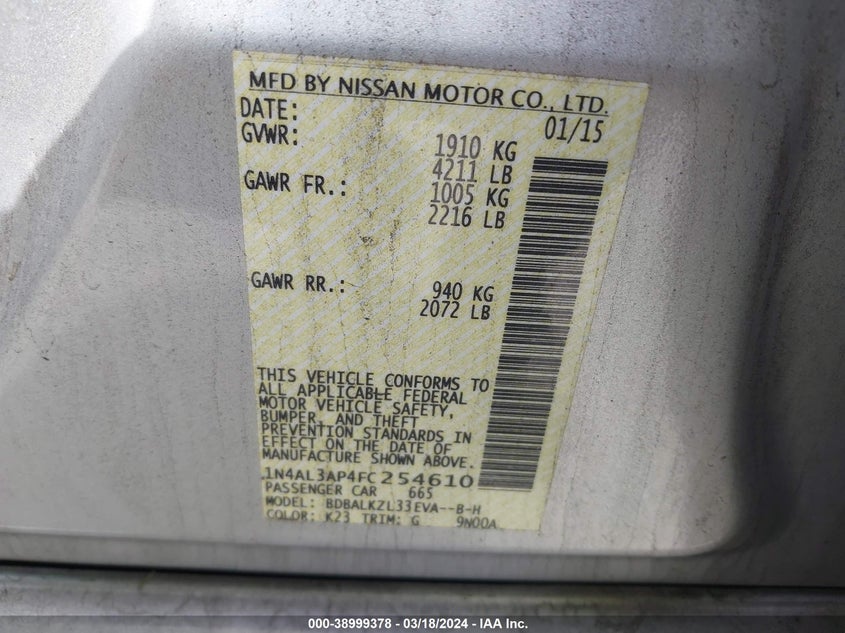 MFD BY NISSAN MOTOR CO., LTD.
DATE: 01/15
GVWR: 1910 KG
4211 LB
GAWR FR.: 1005 KG
2216 LB
GAWR RR.: 940 KG
2072 LB
THIS VEHICLE CONFORMS TO
ALL APPLICABLE FEDERAL
MOTOR VEHICLE SAFETY,
BUMPER, AND THEFT
PREVENTION STANDARDS IN
EFFECT ON THE DATE OF
MANUFACTURE SHOWN ABOVE.
1N4AL3AP4FC254610
PASSENGER CAR 665
MODEL: BDBALKZL33EVA--B-H
COLOR: K23 TRIM: G 9N00A
000-38999378 / 03/18/2024 - IAA Inc.